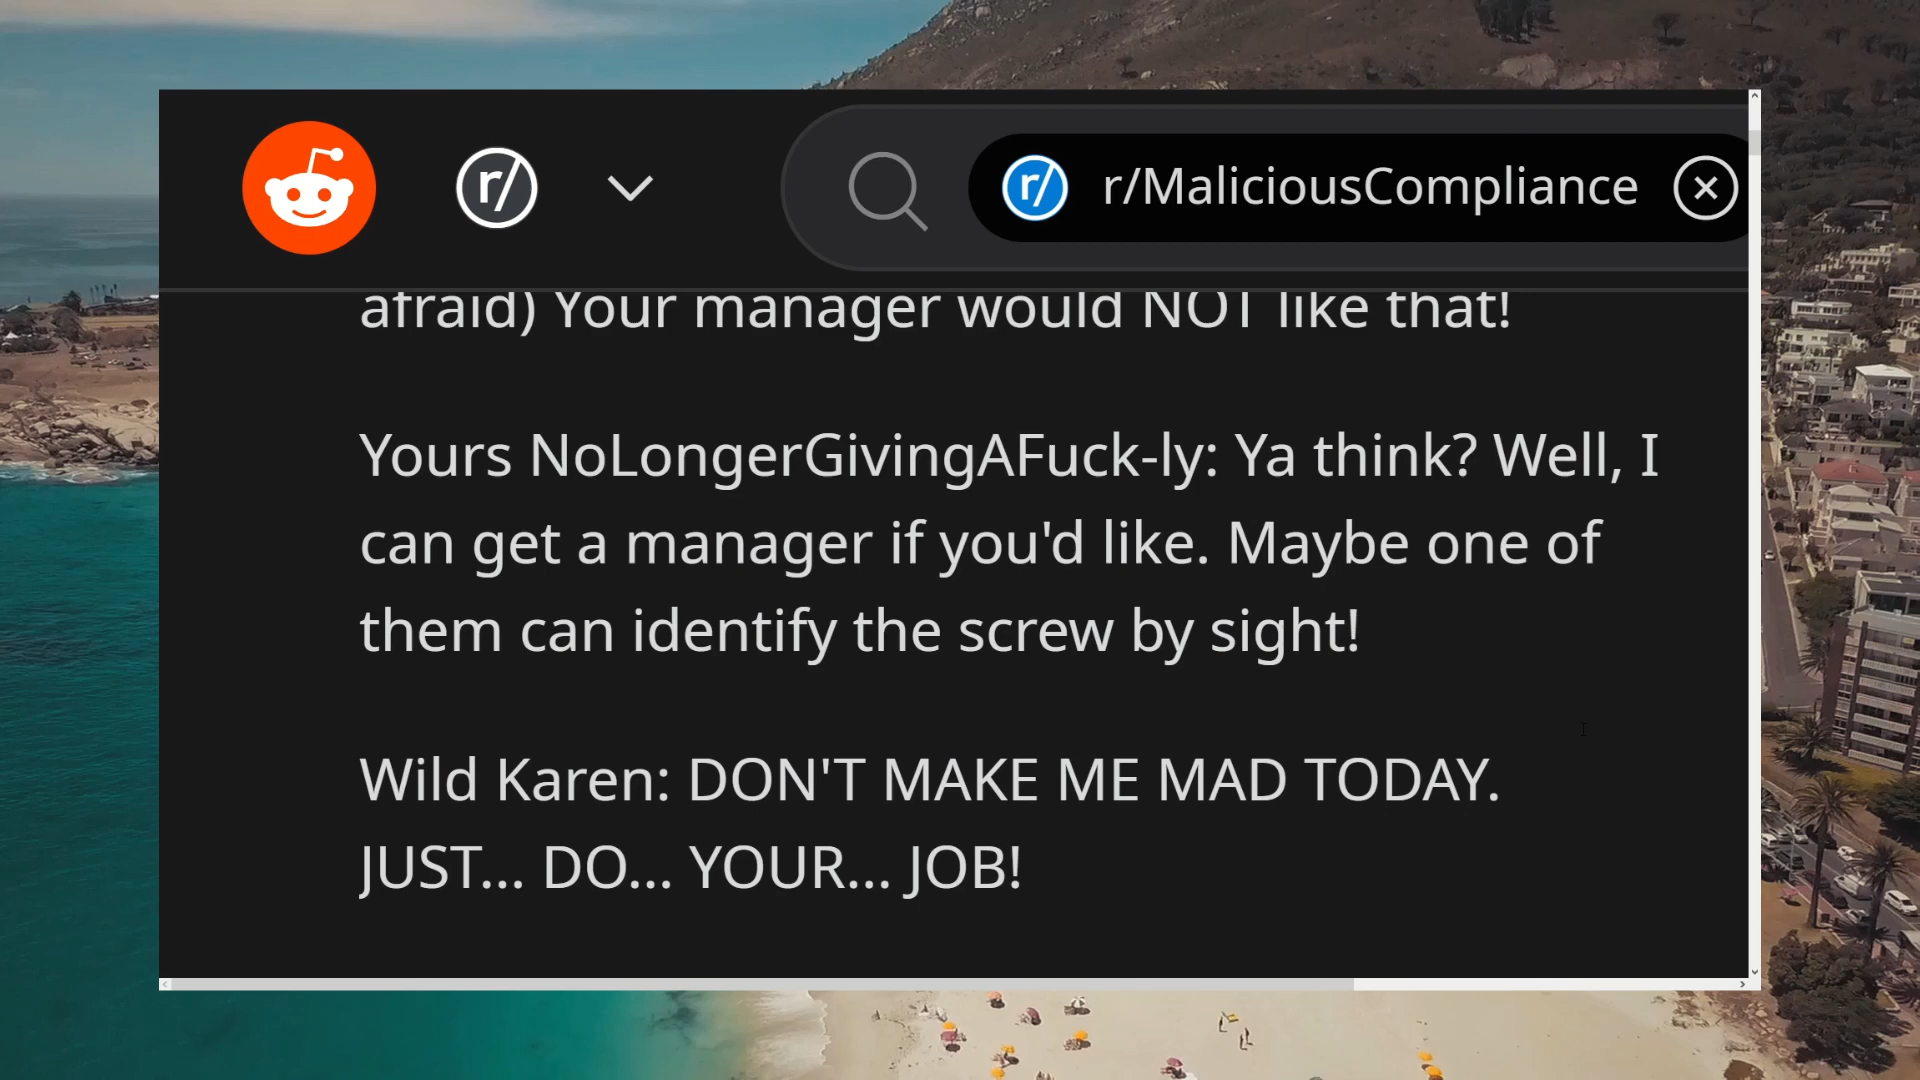 r/
r/ r/MaliciousCompliance
afraid) Your manager would NOT like that!
Yours NoLongerGivingAFuck-ly: Ya think? Well, I
can get a manager if you'd like. Maybe one of
them can identify the screw by sight!
Wild Karen: DON'T MAKE ME MAD TODAY.
JUST... DO... YOUR... JOB!